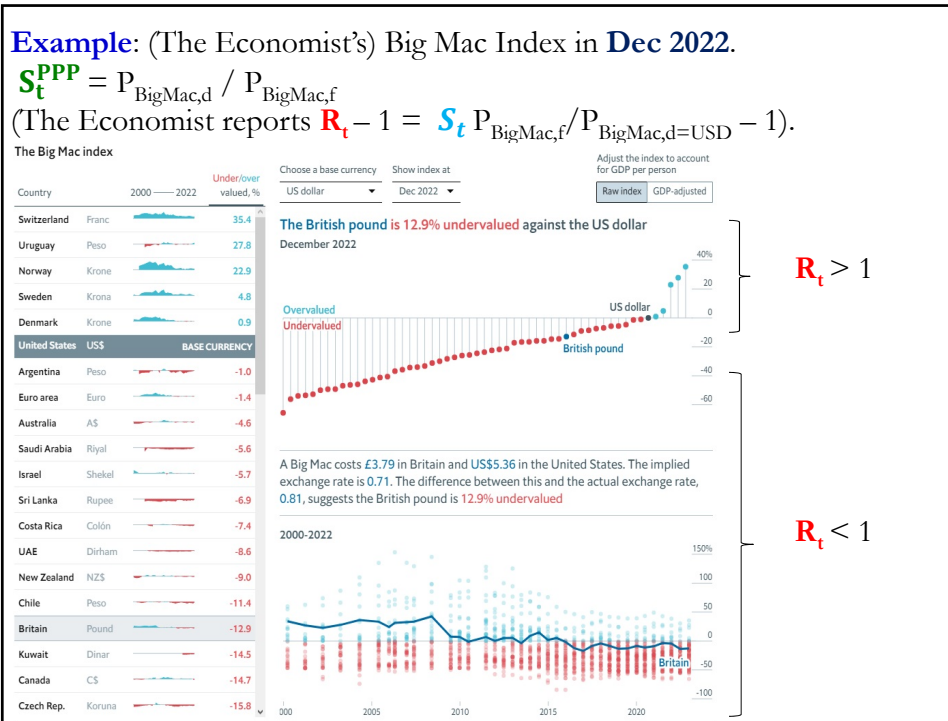 Example: (The Economist's) Big Mac Index in Dec 2022.
S_t^PPP = P_BigMac,d / P_BigMac,f
(The Economist reports R_t – 1 = S_t P_BigMac,f/P_BigMac,d=USD – 1).
The Big Mac index
Country 2000 — 2022 Under/over valued, %
Switzerland Franc 35.4
Uruguay Peso 27.8
Norway Krone 22.9
Sweden Krona 4.8
Denmark Krone 0.9
United States US$ BASE CURRENCY
Argentina Peso -1.0
Euro area Euro -1.4
Australia A$ -4.6
Saudi Arabia Riyal -5.6
Israel Shekel -5.7
Sri Lanka Rupee -6.9
Costa Rica Colón -7.4
UAE Dirham -8.6
New Zealand NZ$ -9.0
Chile Peso -11.4
Britain Pound -12.9
Kuwait Dinar -14.5
Canada C$ -14.7
Czech Rep. Koruna -15.8
Choose a base currency
US dollar
Show index at
Dec 2022
Adjust the index to account
for GDP per person
Raw index GDP-adjusted
The British pound is 12.9% undervalued against the US dollar
December 2022
40%
20
0
-20
-40
-60
Overvalued
Undervalued
US dollar
British pound
A Big Mac costs £3.79 in Britain and US$5.36 in the United States. The implied
exchange rate is 0.71. The difference between this and the actual exchange rate,
0.81, suggests the British pound is 12.9% undervalued
2000-2022
150%
100
50
0
-50
-100
Britain
000 2005 2010 2015 2020
R_t > 1
R_t < 1